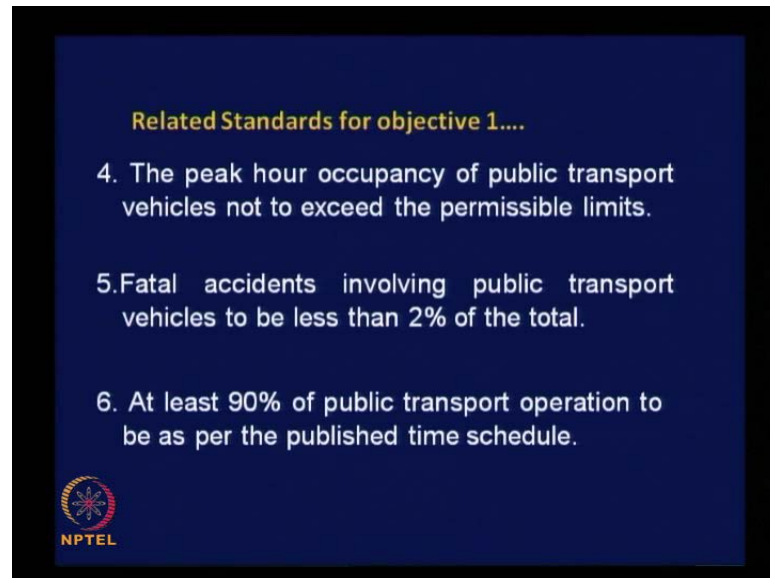 Related Standards for objective 1....
4. The peak hour occupancy of public transport
vehicles not to exceed the permissible limits.
5.Fatal accidents involving public transport
vehicles to be less than 2% of the total.
6. At least 90% of public transport operation to
be as per the published time schedule.
NPTEL